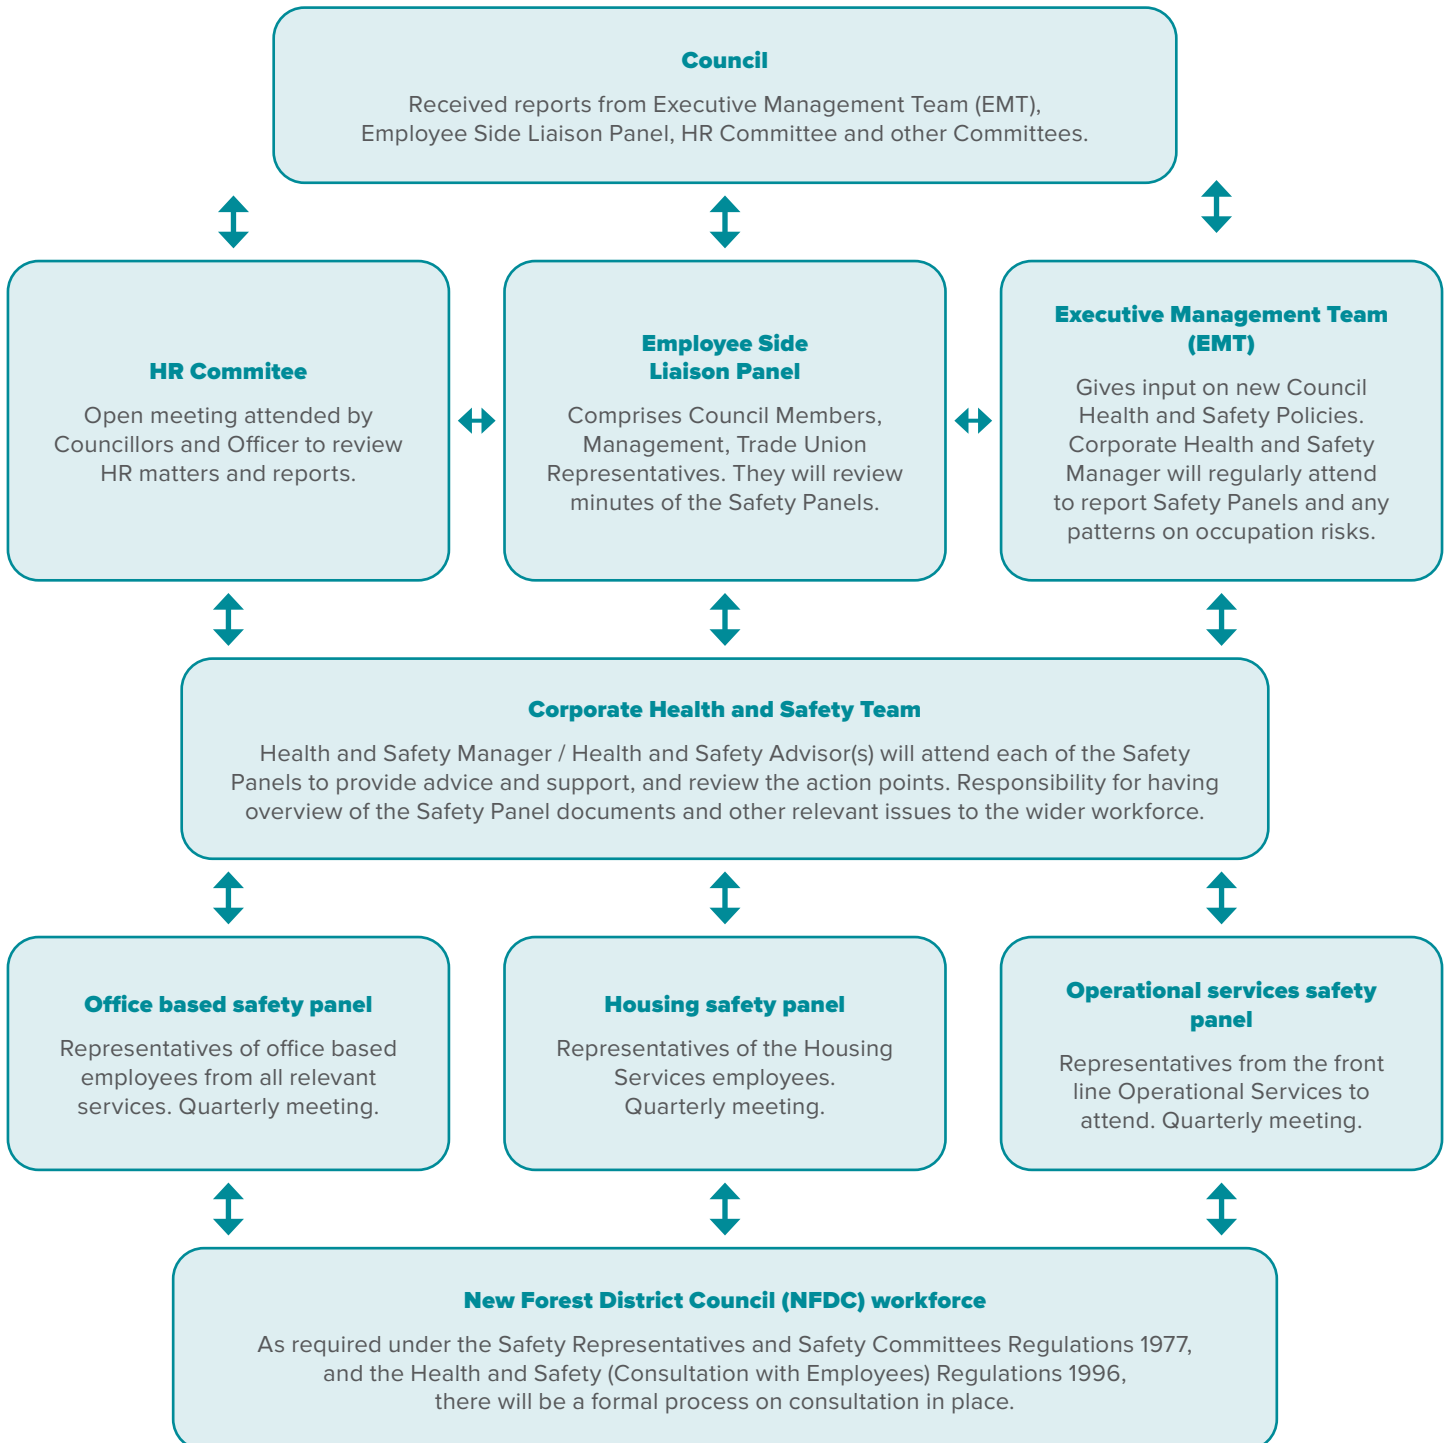 Council
Received reports from Executive Management Team (EMT),
Employee Side Liaison Panel, HR Committee and other Committees.
HR Commitee
Open meeting attended by
Councillors and Officer to review
HR matters and reports.
Employee Side
Liaison Panel
Comprises Council Members,
Management, Trade Union
Representatives. They will review
minutes of the Safety Panels.
Executive Management Team
(EMT)
Gives input on new Council
Health and Safety Policies.
Corporate Health and Safety
Manager will regularly attend
to report Safety Panels and any
patterns on occupation risks.
Corporate Health and Safety Team
Health and Safety Manager / Health and Safety Advisor(s) will attend each of the Safety
Panels to provide advice and support, and review the action points. Responsibility for having
overview of the Safety Panel documents and other relevant issues to the wider workforce.
Office based safety panel
Representatives of office based
employees from all relevant
services. Quarterly meeting.
Housing safety panel
Representatives of the Housing
Services employees.
Quarterly meeting.
Operational services safety
panel
Representatives from the front
line Operational Services to
attend. Quarterly meeting.
New Forest District Council (NFDC) workforce
As required under the Safety Representatives and Safety Committees Regulations 1977,
and the Health and Safety (Consultation with Employees) Regulations 1996,
there will be a formal process on consultation in place.